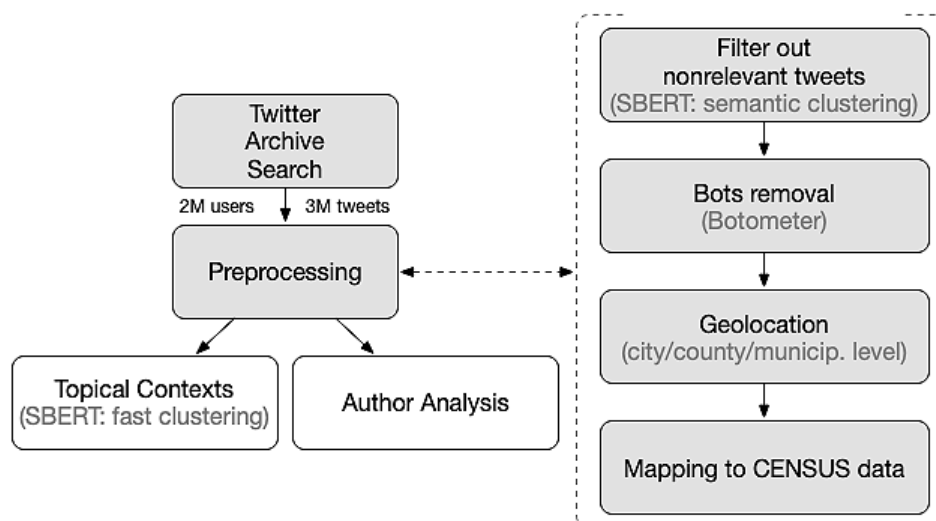 Twitter
Archive
Search
2M users
3M tweets
Preprocessing
Topical Contexts
(SBERT: fast clustering)
Author Analysis
Filter out
nonrelevant tweets
(SBERT: semantic clustering)
Bots removal
(Botometer)
Geolocation
(city/county/municip. level)
Mapping to CENSUS data